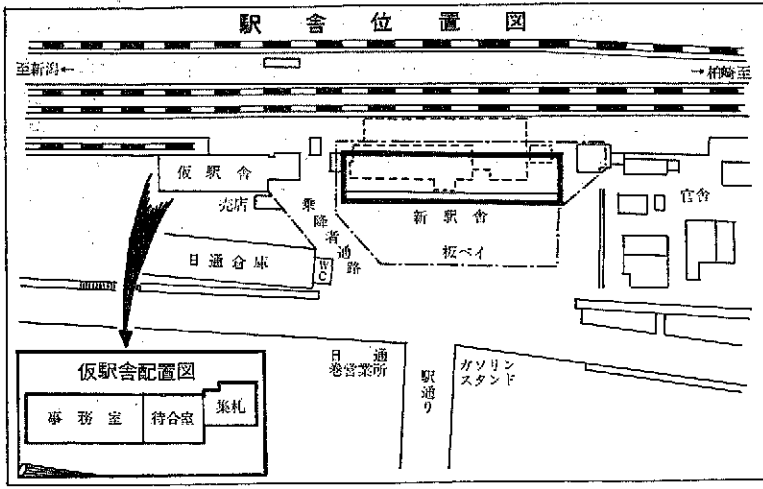 駅舎位置図
至新潟←
→柏崎至
仮駅舎
売店
乗降者通路
新駅舎
板ベイ
官舎
日通倉庫
WC
日通
巻営業所
駅通り
ガソリン
スタンド
仮駅舎配置図
事務室
待合室
集札